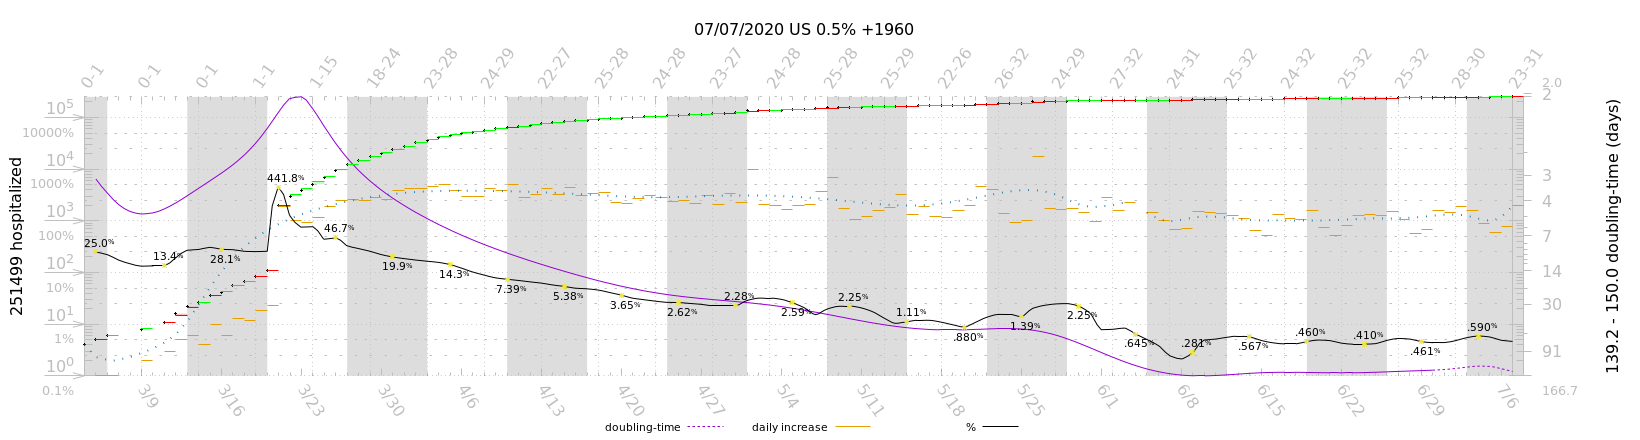 07/07/2020 US 0.5% +1960
0-1 0-1 0-1 1-1 1-15 18-24 23-28 24-29 22-27 25-28 24-28 23-27 24-28 25-28 25-29 22-26 26-32 24-29 27-32 24-31 25-32 24-32 25-32 25-32 28-30 23-31
2.0
10⁵ 2
10000%
10⁴
1000% 3
10³ 4
100% 7
10² 14
10% 30
10¹
1% 91
10⁰
0.1% 166.7
251499 hospitalized
139.2 - 150.0 doubling-time (days)
441.8%
25.0% 13.4% 28.1% 46.7% 19.9% 14.3% 7.39% 5.38% 3.65% 2.62% 2.28% 2.59% 2.25% 1.11% .880% 1.39% 2.25% .645% .281% .567% .460% .410% .461% .590%
3/9 3/16 3/23 3/30 4/6 4/13 4/20 4/27 5/4 5/11 5/18 5/25 6/1 6/8 6/15 6/22 6/29 7/6
doubling-time daily increase %